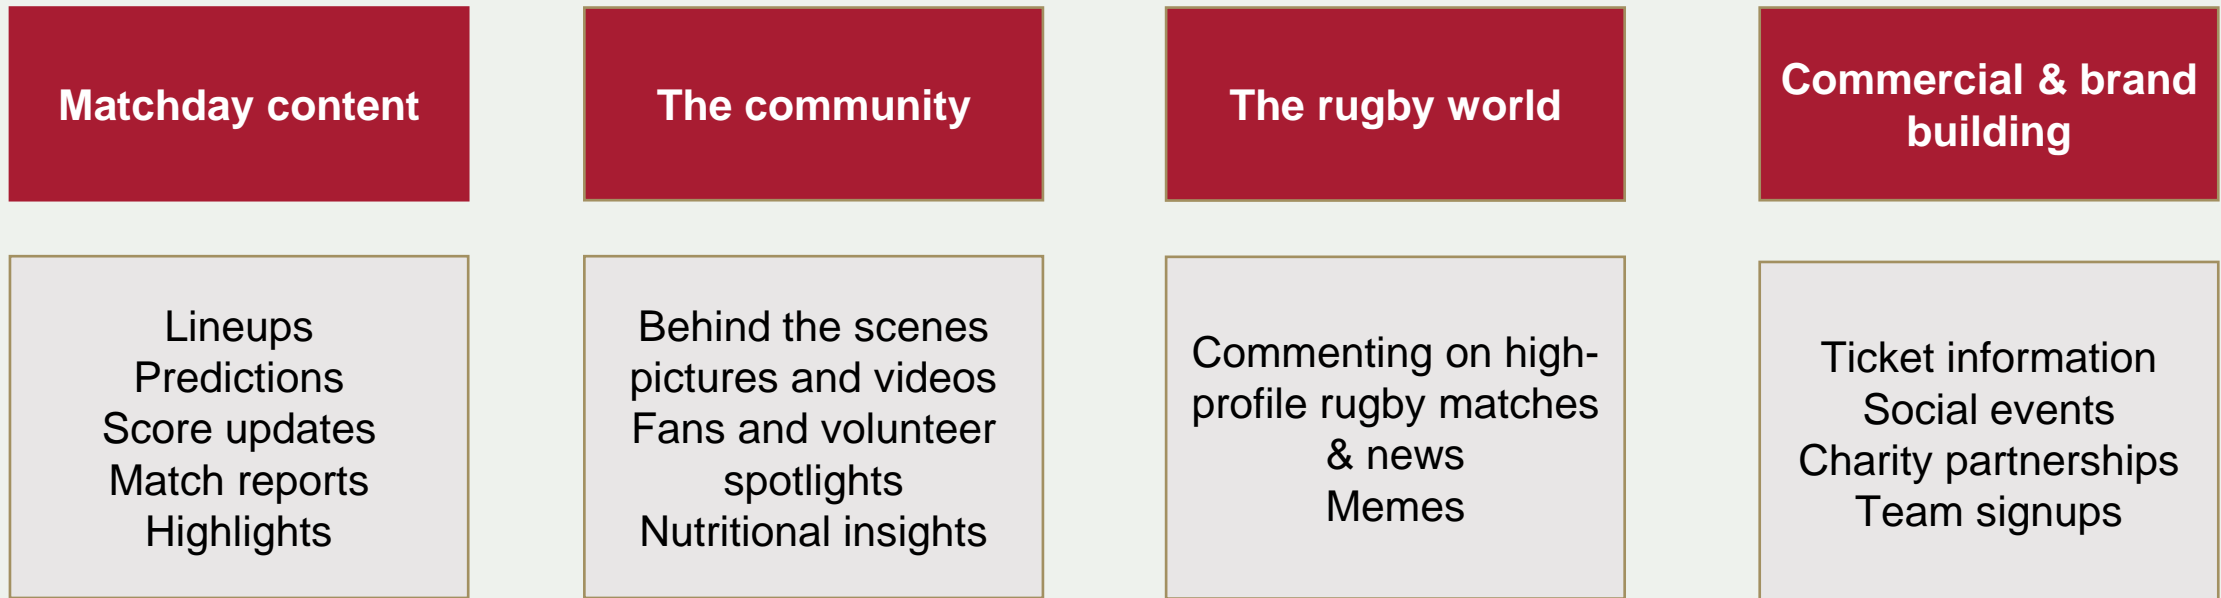 Matchday content
Lineups
Predictions
Score updates
Match reports
Highlights
The community
Behind the scenes
pictures and videos
Fans and volunteer
spotlights
Nutritional insights
The rugby world
Commenting on high-
profile rugby matches
& news
Memes
Commercial & brand
building
Ticket information
Social events
Charity partnerships
Team signups